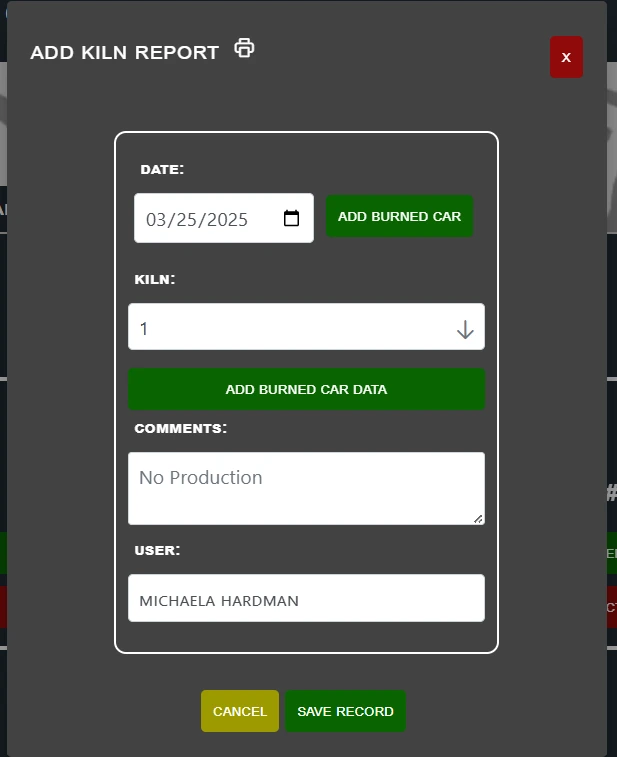 ADD KILN REPORT
X
DATE:
03/25/2025
ADD BURNED CAR
KILN:
1
ADD BURNED CAR DATA
COMMENTS:
No Production
#
USER:
MICHAELA HARDMAN
CANCEL
SAVE RECORD